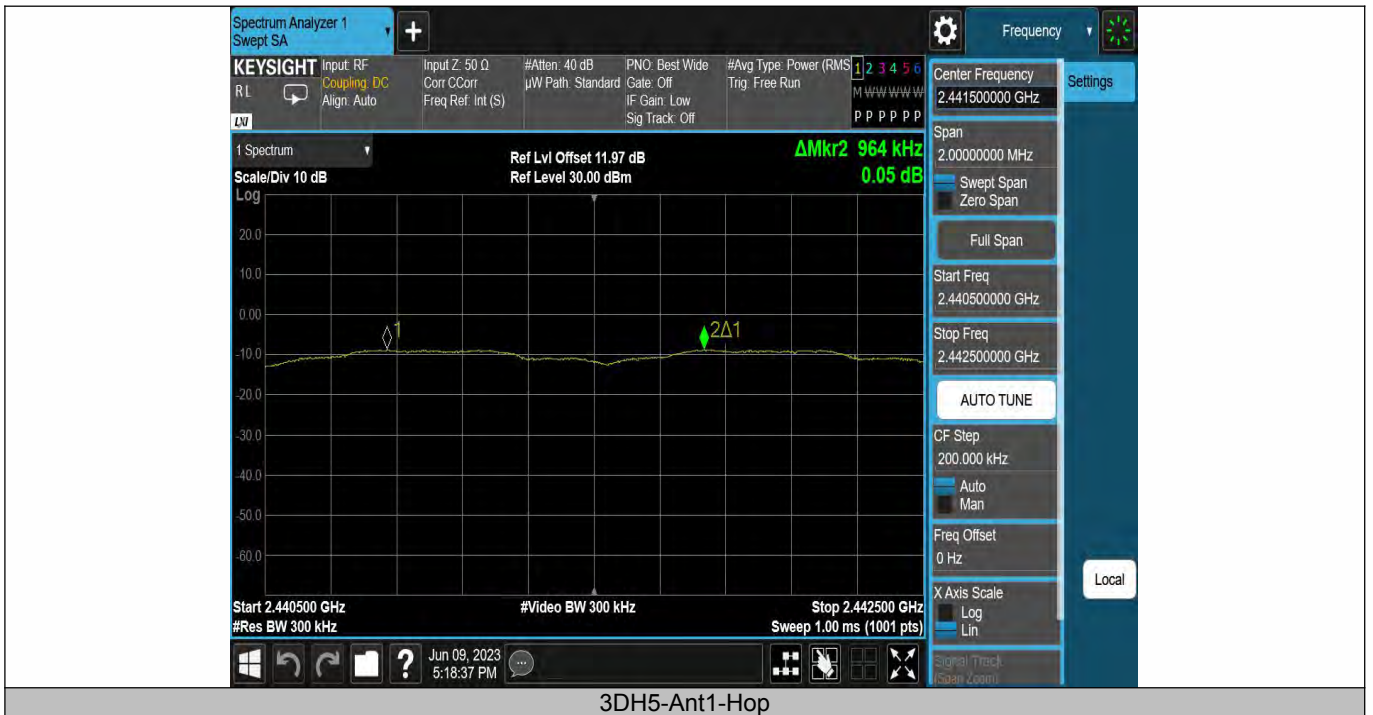 Spectrum Analyzer 1
Swept SA
+
Frequency
KEYSIGHT
R L
LXI
Input: RF
Coupling: DC
Align: Auto
Input Z: 50 Ω
Corr CCorr
Freq Ref: Int (S)
#Atten: 40 dB
µW Path: Standard
PNO: Best Wide
Gate: Off
IF Gain: Low
Sig Track: Off
#Avg Type: Power (RMS
Trig: Free Run
1 2 3 4 5 6
M W W W W W
P P P P P P
Center Frequency
2.441500000 GHz
Settings
1 Spectrum
Scale/Div 10 dB
Log
Ref Lvl Offset 11.97 dB
Ref Level 30.00 dBm
ΔMkr2 964 kHz
0.05 dB
20.0
10.0
0.00
-10.0
-20.0
-30.0
-40.0
-50.0
-60.0
1
2Δ1
Start 2.440500 GHz
#Res BW 300 kHz
#Video BW 300 kHz
Stop 2.442500 GHz
Sweep 1.00 ms (1001 pts)
Span
2.00000000 MHz
Swept Span
Zero Span
Full Span
Start Freq
2.440500000 GHz
Stop Freq
2.442500000 GHz
AUTO TUNE
CF Step
200.000 kHz
Auto
Man
Freq Offset
0 Hz
X Axis Scale
Log
Lin
Signal Track
(Span Zoom)
Local
?
Jun 09, 2023
5:18:37 PM
3DH5-Ant1-Hop